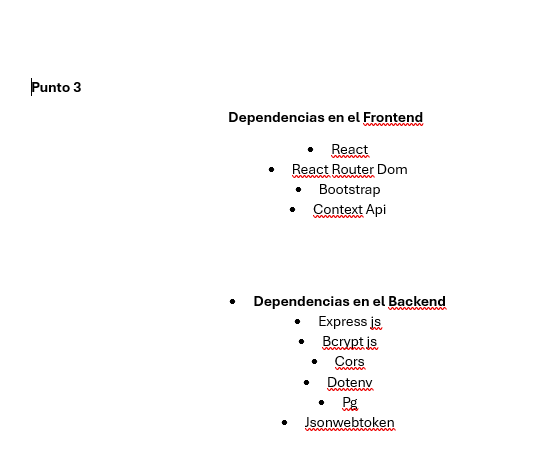 Punto 3
Dependencias en el Frontend
• React
• React Router Dom
• Bootstrap
• Context Api
• Dependencias en el Backend
• Express js
• Bcrypt js
• Cors
• Dotenv
• Pg
• Jsonwebtoken